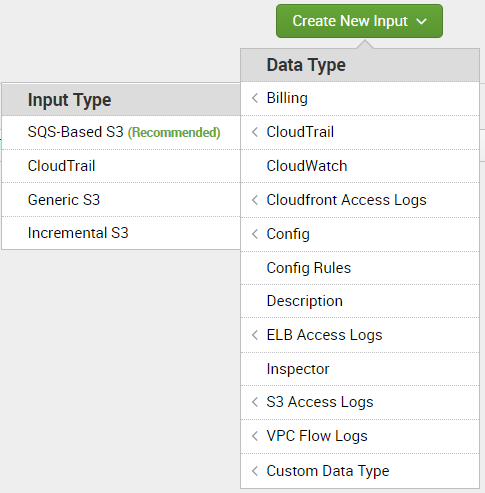 Create New Input
Data Type
Billing
CloudTrail
CloudWatch
Cloudfront Access Logs
Config
Config Rules
Description
ELB Access Logs
Inspector
S3 Access Logs
VPC Flow Logs
Custom Data Type
Input Type
SQS-Based S3 (Recommended)
CloudTrail
Generic S3
Incremental S3